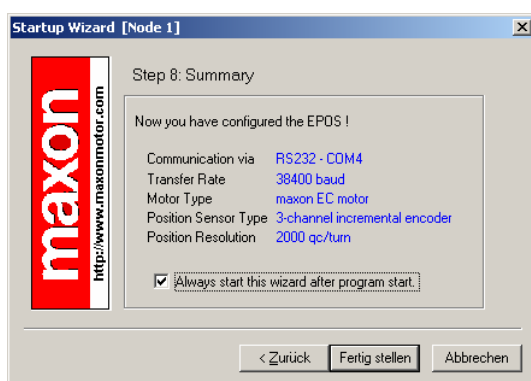 Startup Wizard [Node 1]
maxon
http://www.maxonmotor.com
Step 8: Summary
Now you have configured the EPOS !
Communication via RS232 - COM4
Transfer Rate 38400 baud
Motor Type maxon EC motor
Position Sensor Type 3-channel incremental encoder
Position Resolution 2000 qc/turn
Always start this wizard after program start.
< Zurück Fertig stellen Abbrechen